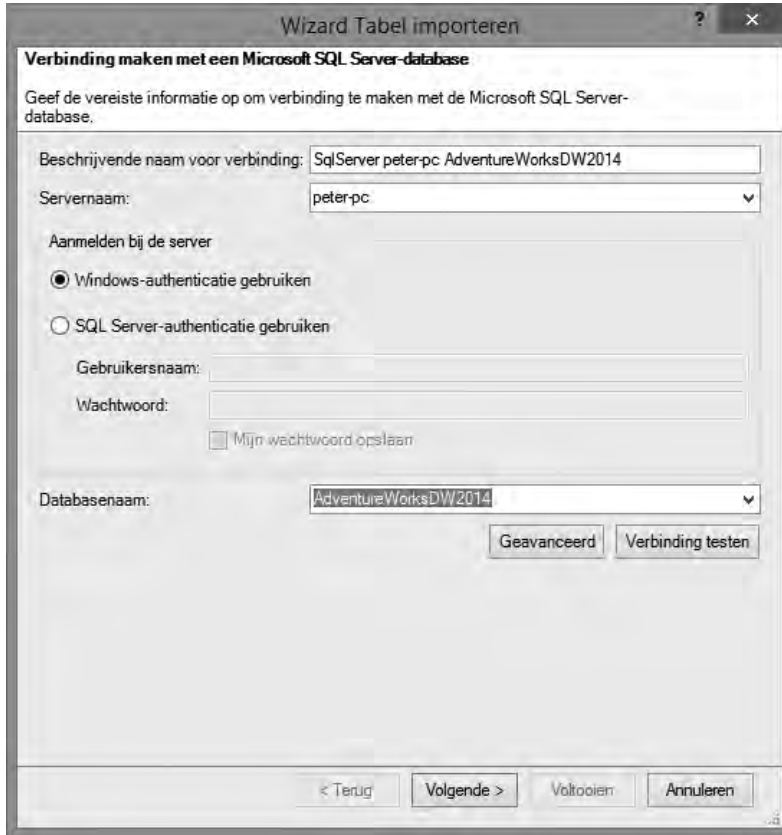 Wizard Tabel importeren
? ×
Verbinding maken met een Microsoft SQL Server-database
Geef de vereiste informatie op om verbinding te maken met de Microsoft SQL Server-
database.
Beschrijvende naam voor verbinding: SqlServer peter-pc AdventureWorksDW2014
Servernaam: peter-pc
Aanmelden bij de server
Windows-authenticatie gebruiken
SQL Server-authenticatie gebruiken
Gebruikersnaam:
Wachtwoord:
Mijn wachtwoord opslaan
Databasenaam: AdventureWorksDW2014
Geavanceerd Verbinding testen
< Terug Volgende > Voltooien Annuleren